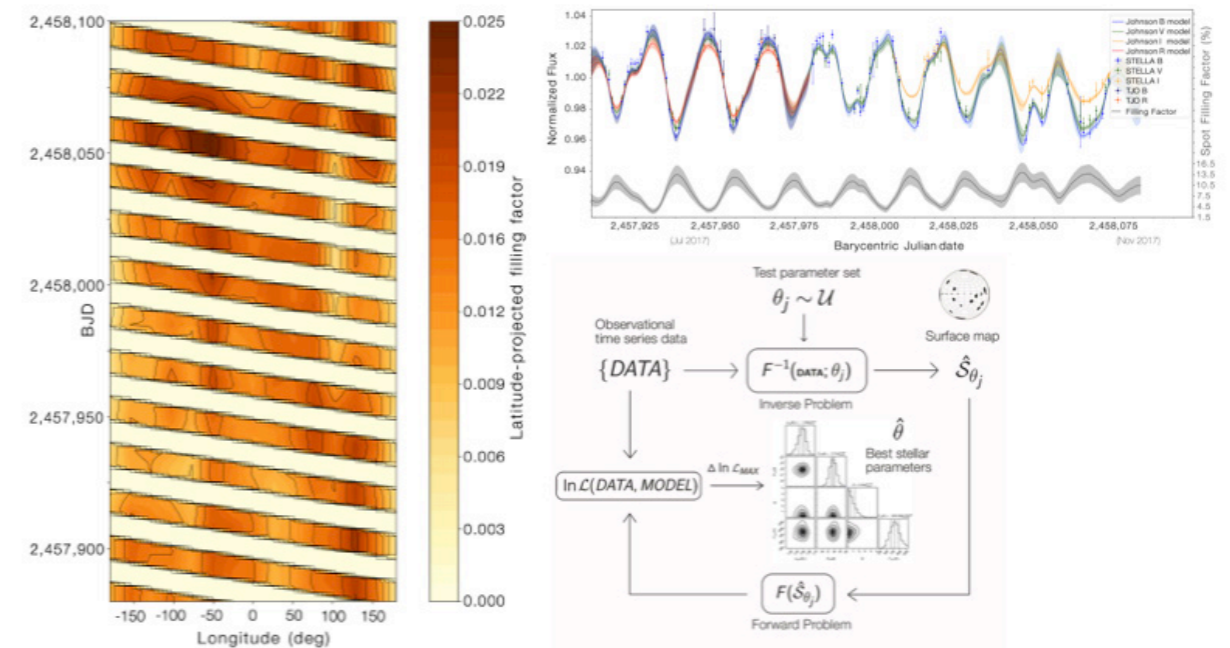 2,458,100
2,458,050
2,458,000
2,457,950
2,457,900
BJD
-150 -100 -50 0 50 100 150
Longitude (deg)
0.025
0.022
0.019
0.016
0.012
0.009
0.006
0.003
0.000
Latitude-projected filling factor
1.04
1.02
1.00
0.98
0.96
0.94
Normalized Flux
Johnson B model
Johnson V model
Johnson I model
Johnson R model
STELLA B
STELLA V
STELLA I
TJO B
TJO R
Filling Factor
Spot Filling Factor (%)
16.5
13.5
10.5
7.5
4.5
1.5
2,457,925 2,457,950 2,457,975 2,458,000 2,458,025 2,458,050 2,458,075
(Jul 2017) Barycentric Julian date (Nov 2017)
Test parameter set
θj ~ U
Observational
time series data
{DATA}
F⁻¹(DATA; θj)
Inverse Problem
Surface map
Ŝθj
θ̂
Best stellar
parameters
ln L(DATA, MODEL)
Δ ln LMAX
F(Ŝθj)
Forward Problem